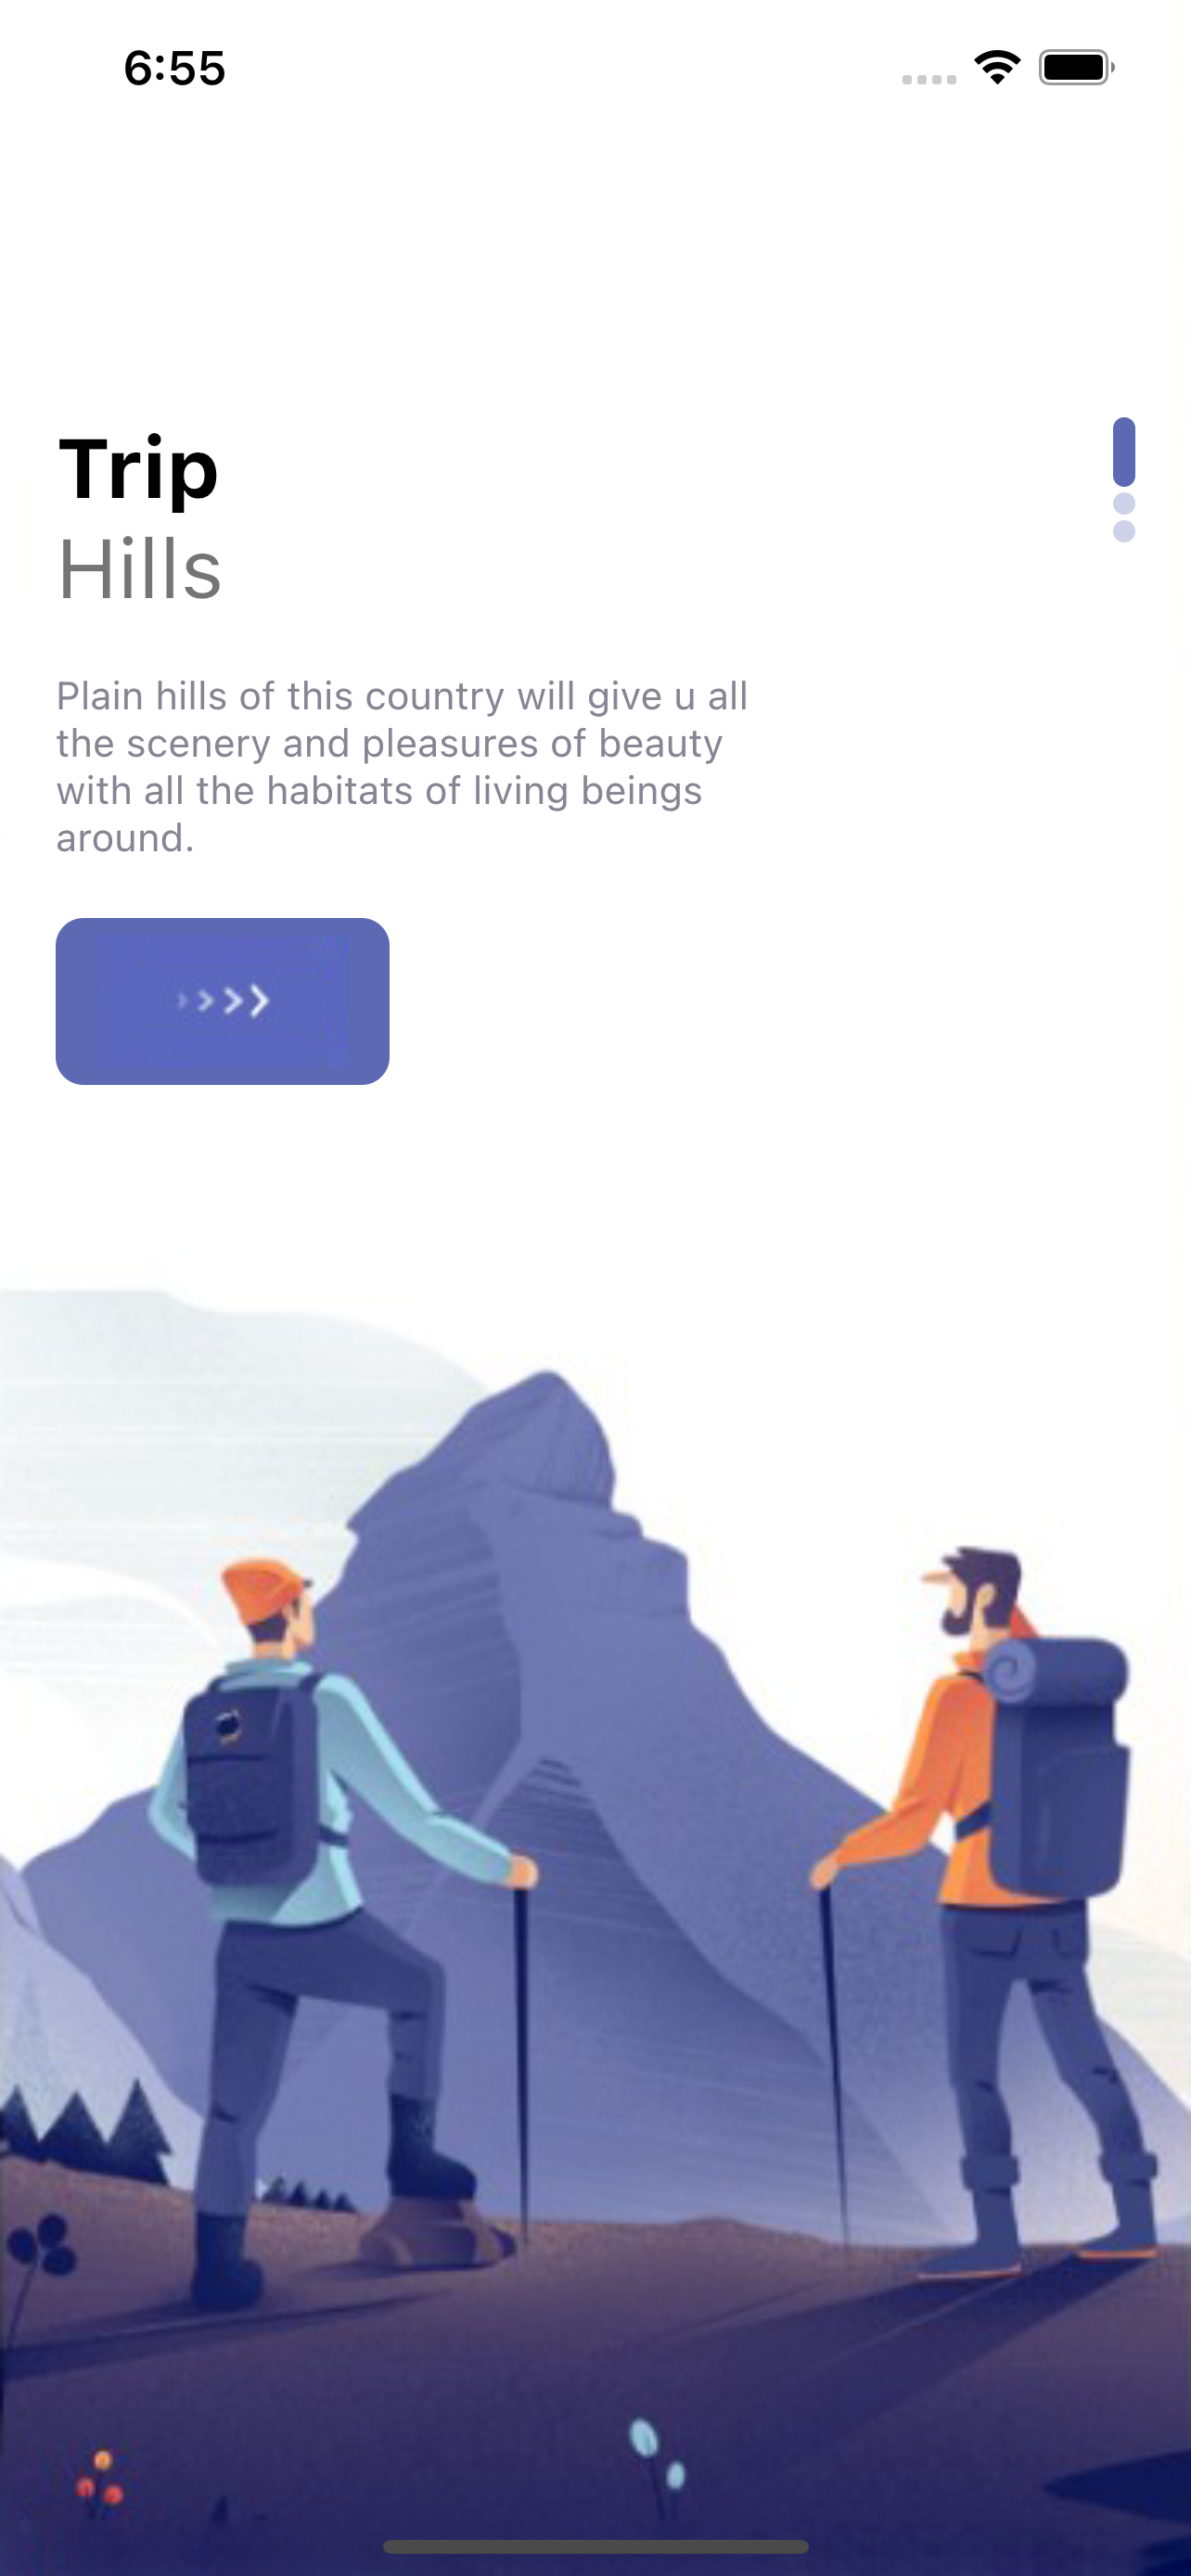 6:55
Trip
Hills
Plain hills of this country will give u all
the scenery and pleasures of beauty
with all the habitats of living beings
around.